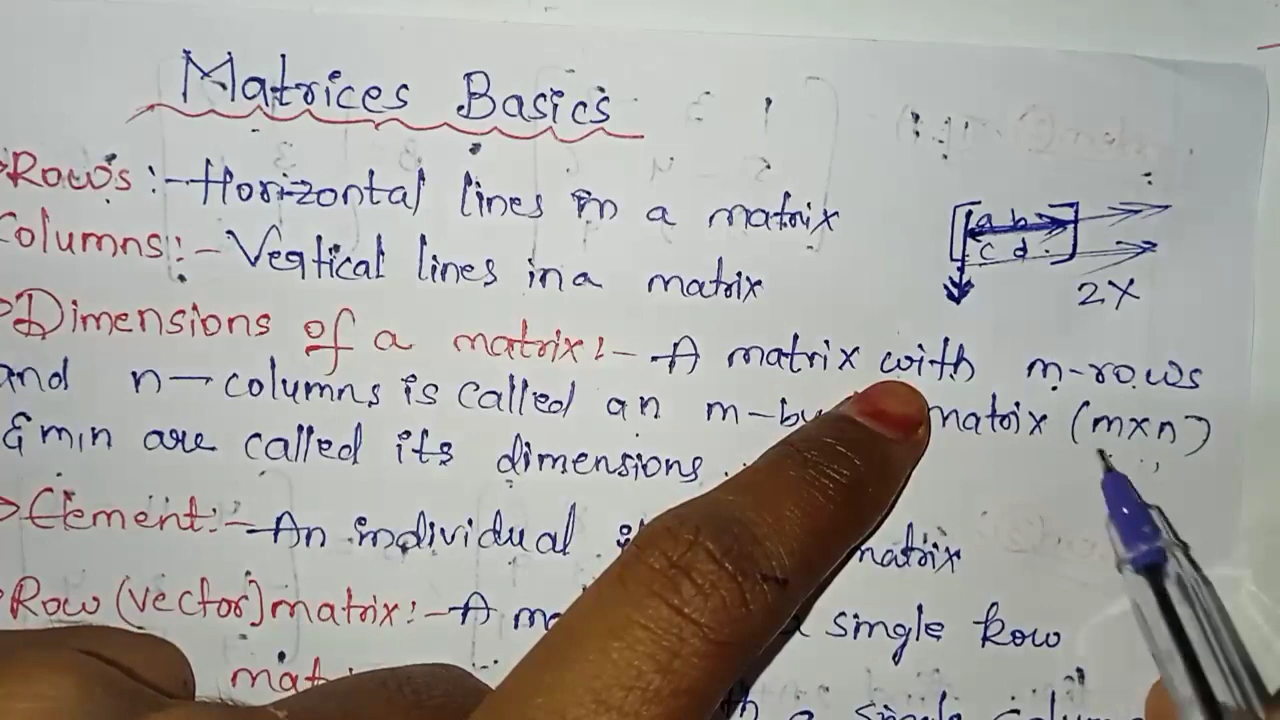 Matrices Basics
Rows :- Horizontal lines in a matrix
Columns :- Vertical lines in a matrix
a b
c d
2X
Dimensions of a matrix :- A matrix with m-rows
and n-columns is called an m-by matrix (m×n)
& m,n are called its dimensions.
Element :- An individual matrix
Row (vector) matrix :- A single Row
mat
a single